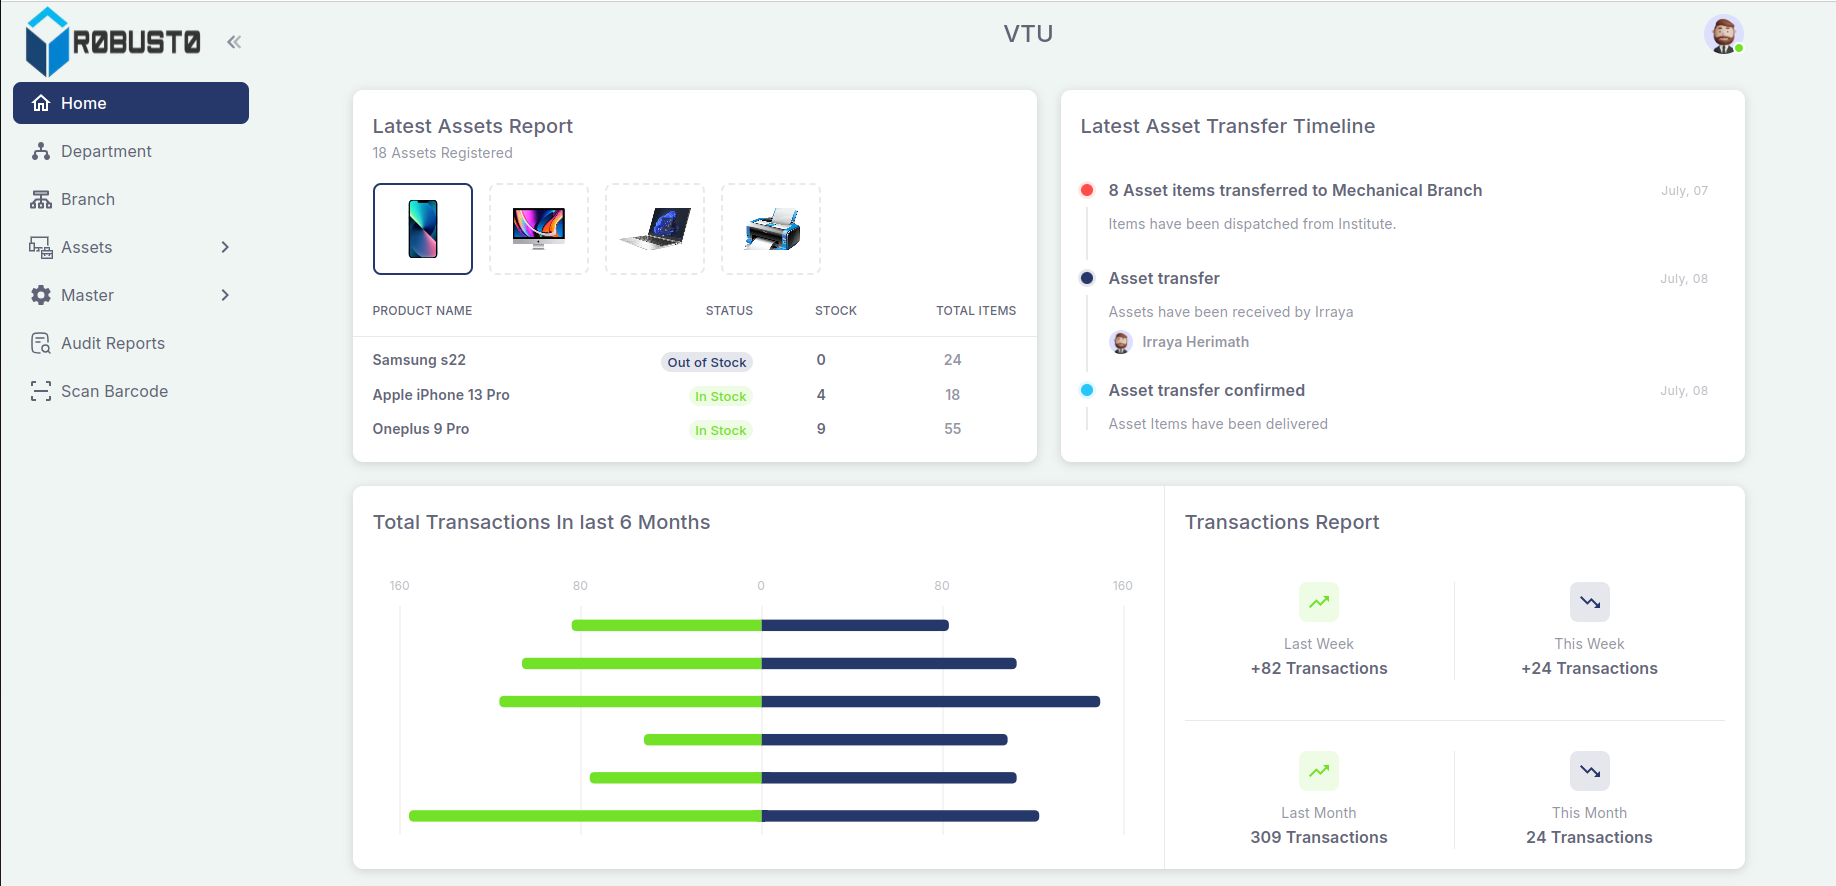 R0BUST0
VTU
Home
Department
Branch
Assets
Master
Audit Reports
Scan Barcode
Latest Assets Report
18 Assets Registered
PRODUCT NAME STATUS STOCK TOTAL ITEMS
Samsung s22 Out of Stock 0 24
Apple iPhone 13 Pro In Stock 4 18
Oneplus 9 Pro In Stock 9 55
Latest Asset Transfer Timeline
8 Asset items transferred to Mechanical Branch July, 07
Items have been dispatched from Institute.
Asset transfer July, 08
Assets have been received by Irraya
Irraya Herimath
Asset transfer confirmed July, 08
Asset Items have been delivered
Total Transactions In last 6 Months
160 80 0 80 160
Transactions Report
Last Week
+82 Transactions
This Week
+24 Transactions
Last Month
309 Transactions
This Month
24 Transactions